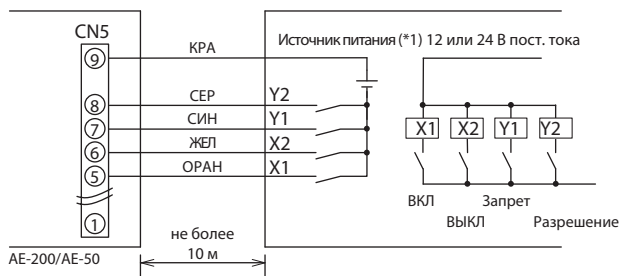 CN5
9 КРА Источник питания (*1) 12 или 24 В пост. тока
8 СЕР Y2
7 СИН Y1
6 ЖЕЛ X2
5 ОРАН X1
1
X1 X2 Y1 Y2
ВКЛ Запрет
ВЫКЛ Разрешение
не более
10 м
AE-200/AE-50